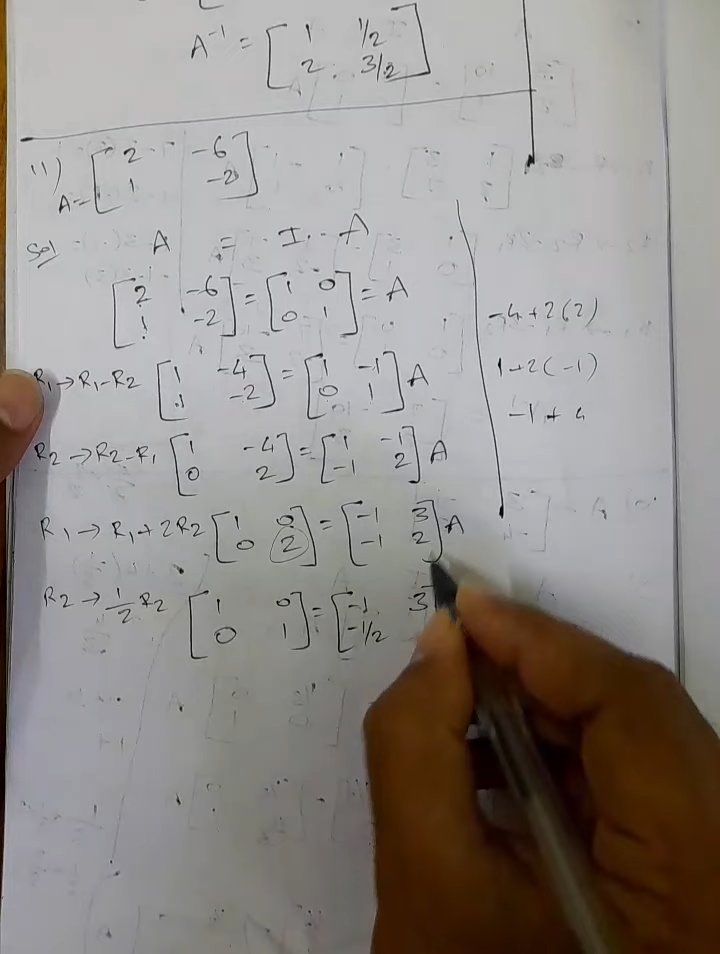 A⁻¹ = [ 1 1/2
2 3/2 ]
11) A = [ 2 -6
1 -2 ]
Sol A = I . A
[ 2 -6 ] = [ 1 0 ] = A
[ 1 -2 ] [ 0 1 ]
R1 → R1-R2 [ 1 -4 ] = [ 1 -1 ] A
[ 1 -2 ] [ 0 1 ]
R2 → R2-R1 [ 1 -4 ] = [ 1 -1 ] A
[ 0 2 ] [ -1 2 ]
R1 → R1+2R2 [ 1 0 ] = [ -1 3 ] A
[ 0 2 ] [ -1 2 ]
R2 → 1/2 R2 [ 1 0 ] = [ -1 3
[ 0 1 ] [ -1/2
-4+2(2)
1+2(-1)
-1+4